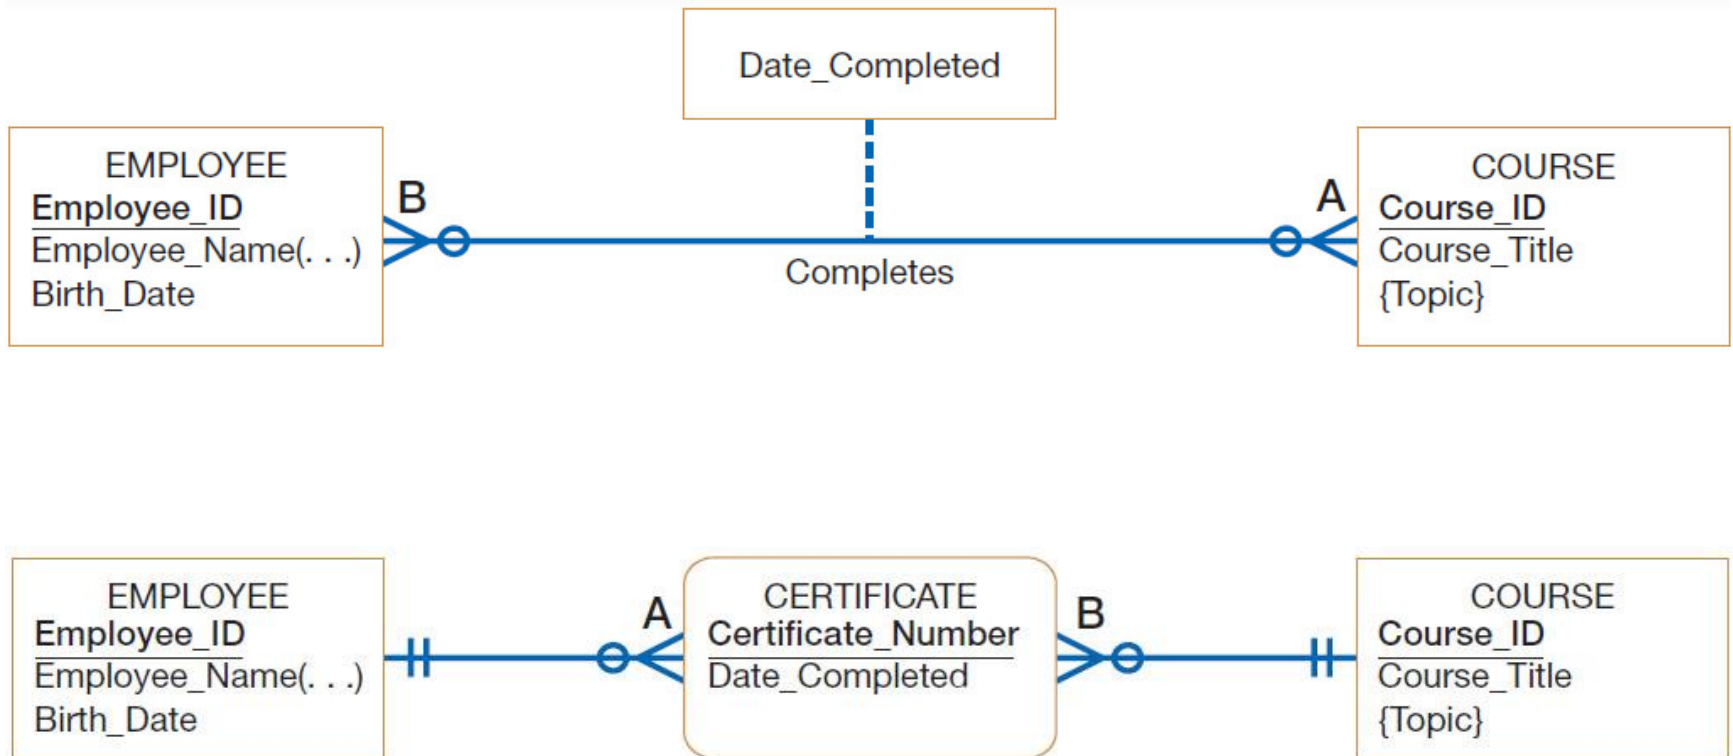 Date_Completed
EMPLOYEE
Employee_ID
Employee_Name(. . .)
Birth_Date
B
Completes
A
COURSE
Course_ID
Course_Title
{Topic}
EMPLOYEE
Employee_ID
Employee_Name(. . .)
Birth_Date
A
CERTIFICATE
Certificate_Number
Date_Completed
B
COURSE
Course_ID
Course_Title
{Topic}